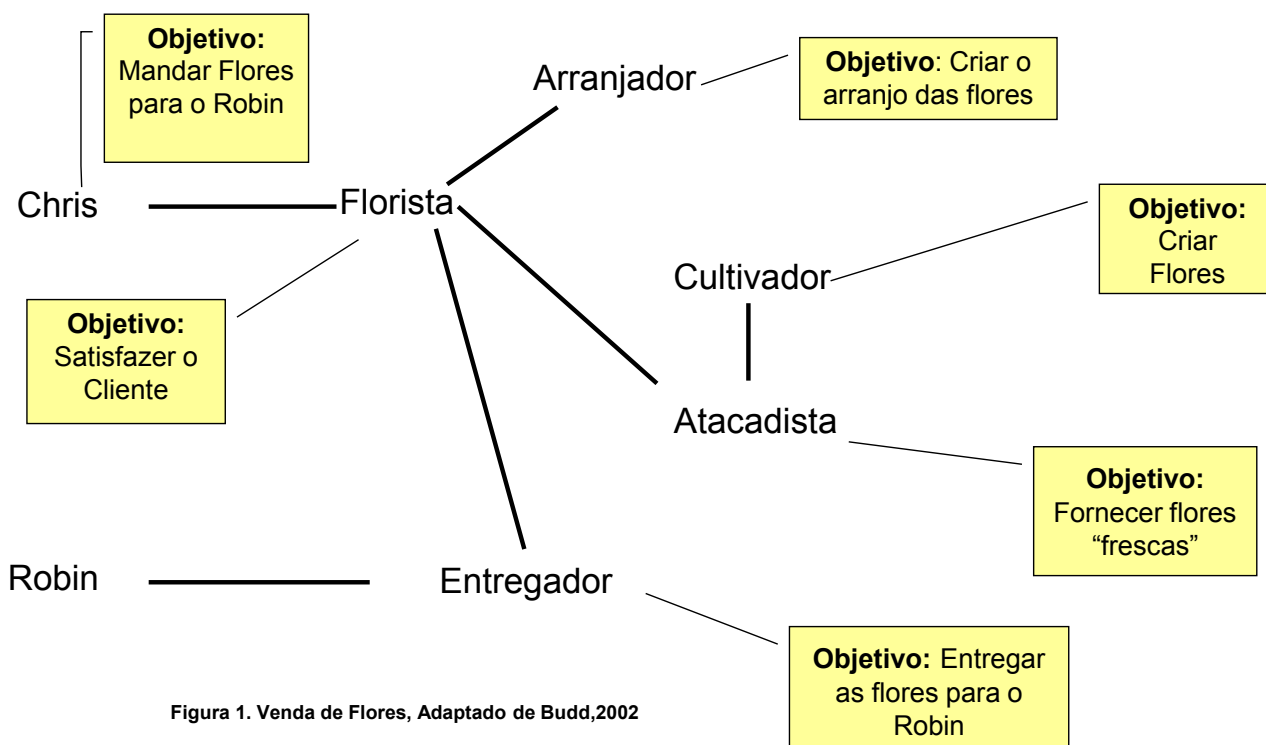 Objetivo:
Mandar Flores
para o Robin
Arranjador
Objetivo: Criar o
arranjo das flores
Chris
Florista
Objetivo:
Criar
Flores
Cultivador
Objetivo:
Satisfazer o
Cliente
Atacadista
Objetivo:
Fornecer flores
“frescas”
Robin
Entregador
Objetivo: Entregar
as flores para o
Robin
Figura 1. Venda de Flores, Adaptado de Budd,2002